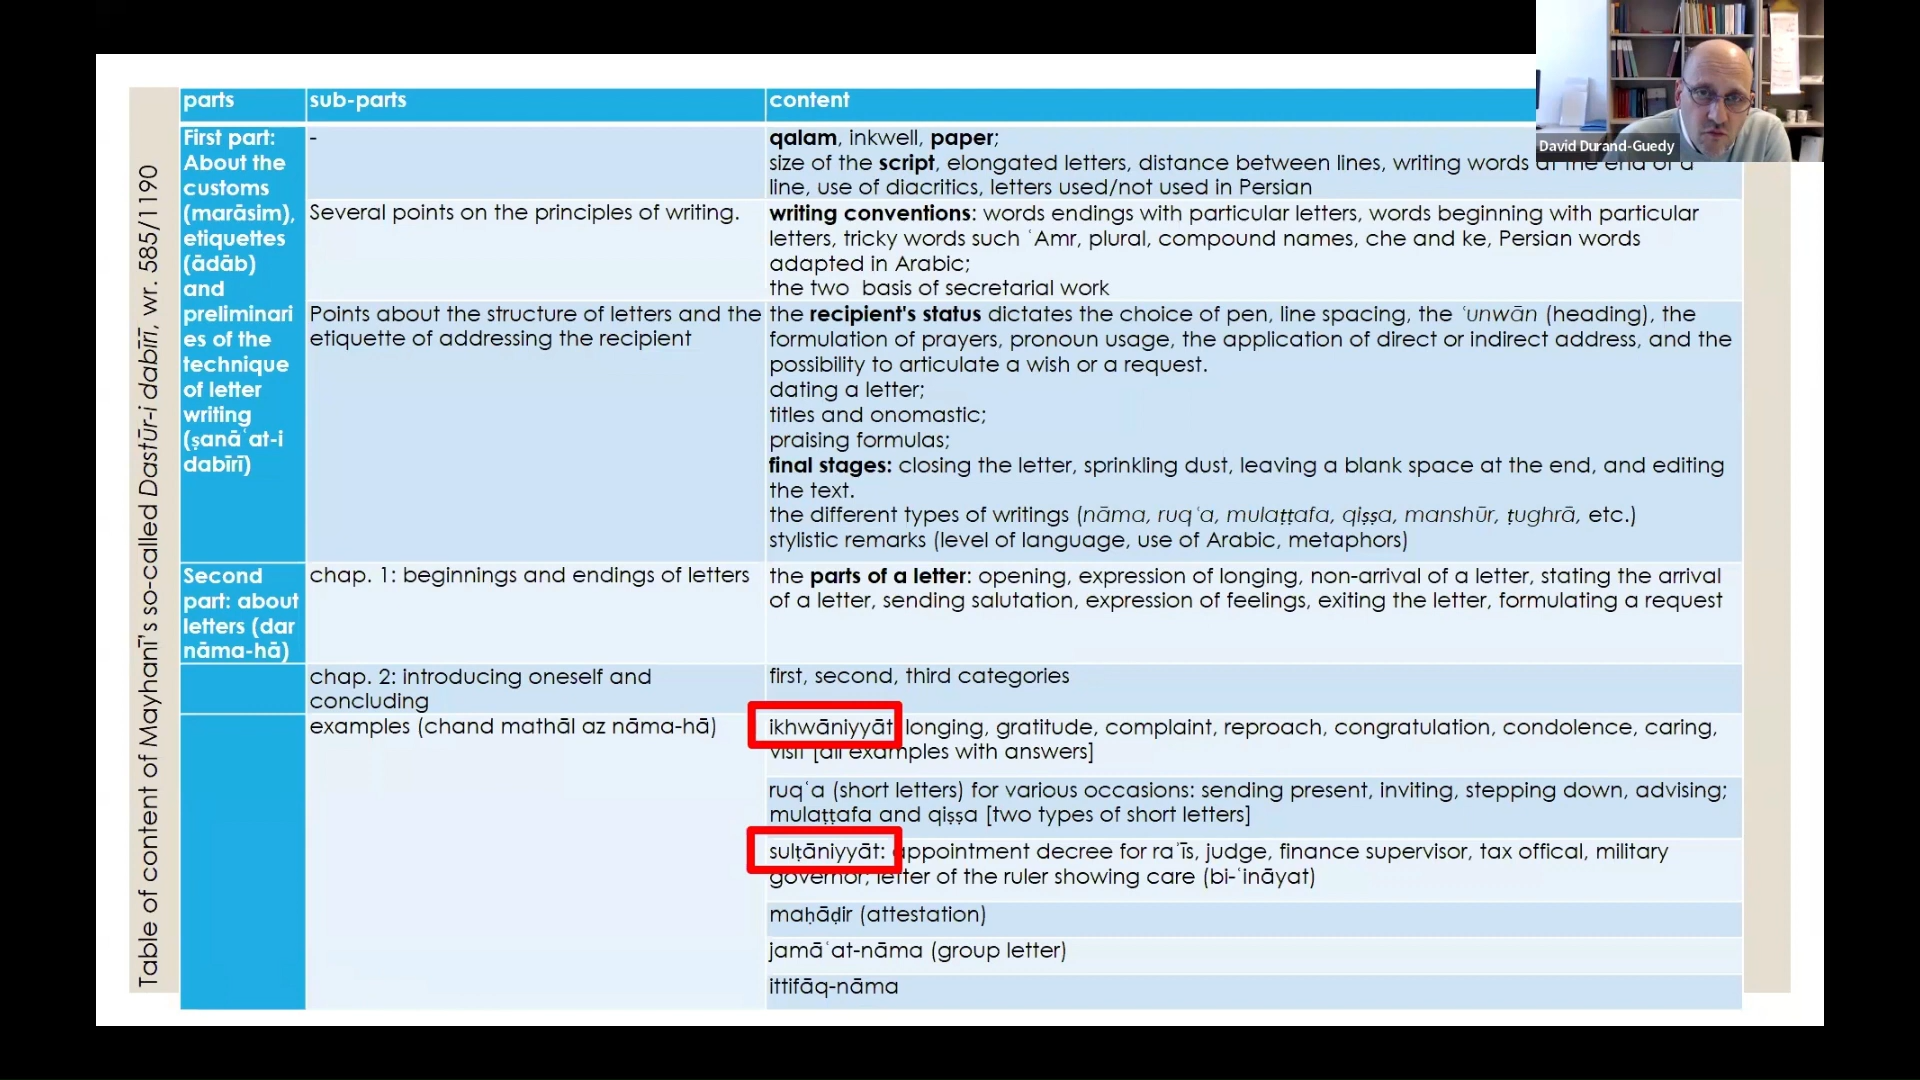 David Durand-Guedy
Table of content of Mayhanī's so-called Dastūr-i dabīrī, wr. 585/1190
parts
sub-parts
content
First part:
About the
customs
(marāsim),
etiquettes
(ādāb)
and
preliminari
es of the
technique
of letter
writing
(ṣanāʿat-i
dabīrī)
-
qalam, inkwell, paper;
size of the script, elongated letters, distance between lines, writing words at the end of a
line, use of diacritics, letters used/not used in Persian
Several points on the principles of writing.
writing conventions: words endings with particular letters, words beginning with particular
letters, tricky words such ʿAmr, plural, compound names, che and ke, Persian words
adapted in Arabic;
the two basis of secretarial work
Points about the structure of letters and the
etiquette of addressing the recipient
the recipient's status dictates the choice of pen, line spacing, the ʿunwān (heading), the
formulation of prayers, pronoun usage, the application of direct or indirect address, and the
possibility to articulate a wish or a request.
dating a letter;
titles and onomastic;
praising formulas;
final stages: closing the letter, sprinkling dust, leaving a blank space at the end, and editing
the text.
the different types of writings (nāma, ruqʿa, mulaṭṭafa, qiṣṣa, manshūr, ṭughrā, etc.)
stylistic remarks (level of language, use of Arabic, metaphors)
Second
part: about
letters (dar
nāma-hā)
chap. 1: beginnings and endings of letters
the parts of a letter: opening, expression of longing, non-arrival of a letter, stating the arrival
of a letter, sending salutation, expression of feelings, exiting the letter, formulating a request
chap. 2: introducing oneself and
concluding
first, second, third categories
examples (chand mathāl az nāma-hā)
ikhwāniyyāt longing, gratitude, complaint, reproach, congratulation, condolence, caring,
visit [all examples with answers]
ruqʿa (short letters) for various occasions: sending present, inviting, stepping down, advising;
mulaṭṭafa and qiṣṣa [two types of short letters]
sulṭāniyyāt: appointment decree for raʾīs, judge, finance supervisor, tax offical, military
governor; letter of the ruler showing care (bi-ʿināyat)
maḥāḍir (attestation)
jamāʿat-nāma (group letter)
ittifāq-nāma